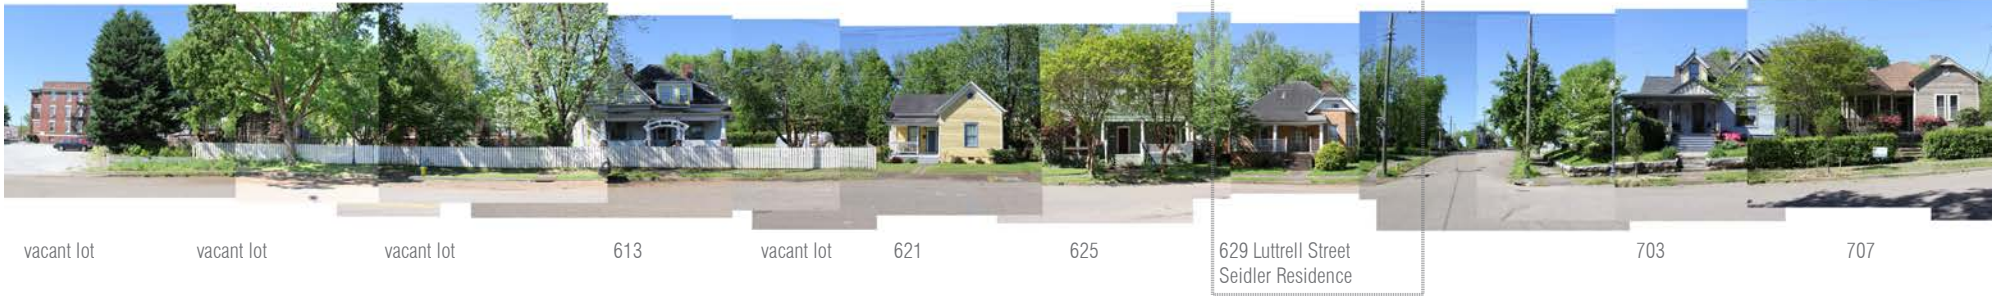 vacant lot
vacant lot
vacant lot
613
vacant lot
621
625
629 Luttrell Street
Seidler Residence
703
707